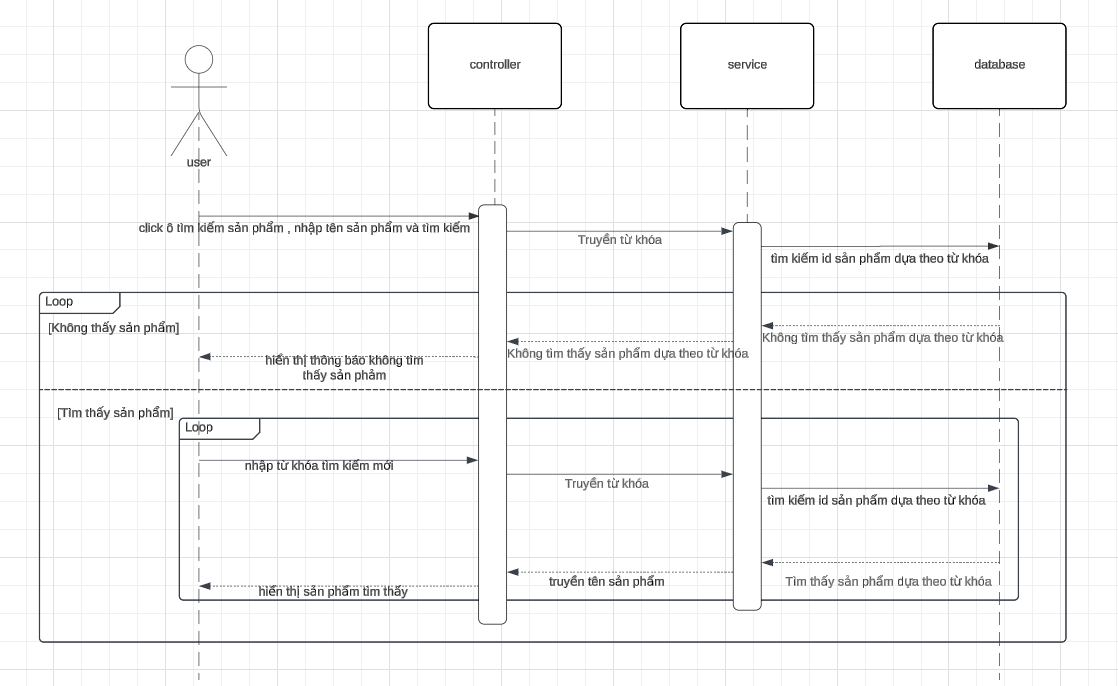 controller
service
database
user
click ô tìm kiếm sản phẩm , nhập tên sản phẩm và tìm kiếm
Truyền từ khóa
tìm kiếm id sản phẩm dựa theo từ khóa
Loop
[Không thấy sản phẩm]
Không tìm thấy sản phẩm dựa theo từ khóa
Không tìm thấy sản phẩm dựa theo từ khóa
hiển thị thông báo không tìm
thấy sản phảm
[Tìm thấy sản phẩm]
Loop
nhập từ khóa tìm kiếm mới
Truyền từ khóa
tìm kiếm id sản phẩm dựa theo từ khóa
Tìm thấy sản phẩm dựa theo từ khóa
truyền tên sản phẩm
hiển thị sản phẩm tìm thấy